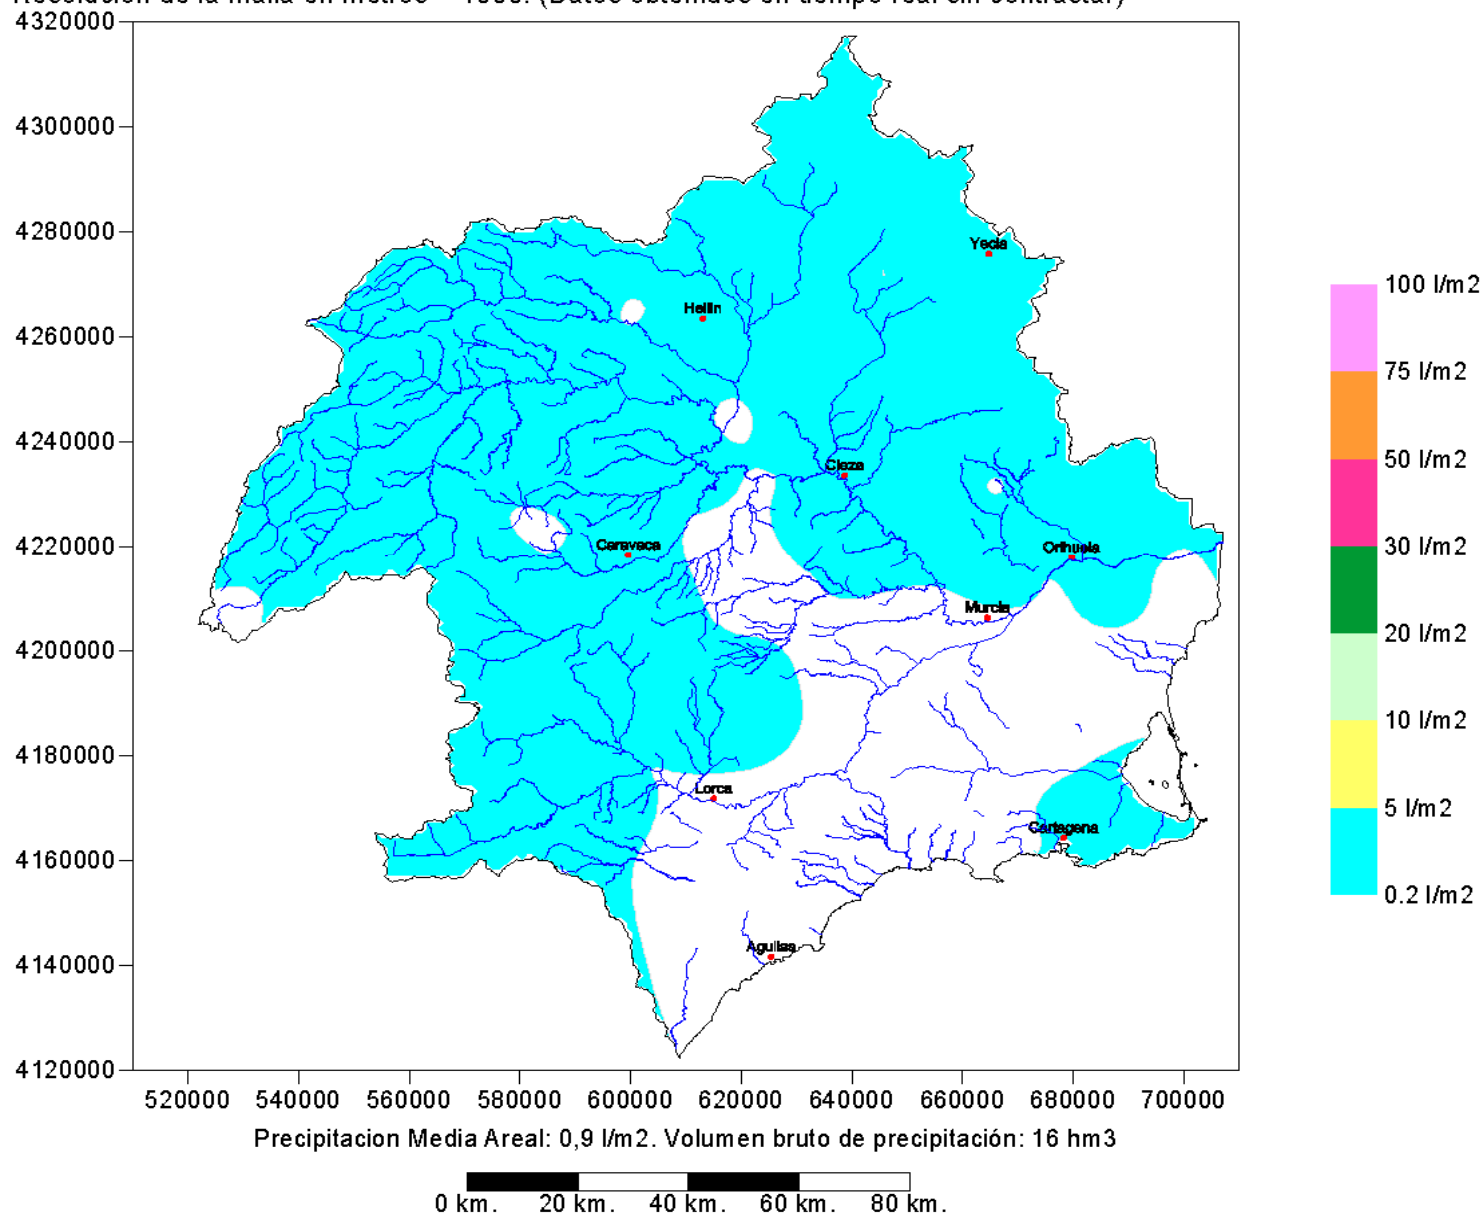 4320000
4300000
4280000
4260000
4240000
4220000
4200000
4180000
4160000
4140000
4120000
520000 540000 560000 580000 600000 620000 640000 660000 680000 700000
Yecla
Hellin
Cieza
Caravaca
Orihuela
Murcia
Lorca
Cartagena
Aguilas
100 l/m2
75 l/m2
50 l/m2
30 l/m2
20 l/m2
10 l/m2
5 l/m2
0.2 l/m2
Precipitacion Media Areal: 0,9 l/m2. Volumen bruto de precipitación: 16 hm3
0 km. 20 km. 40 km. 60 km. 80 km.